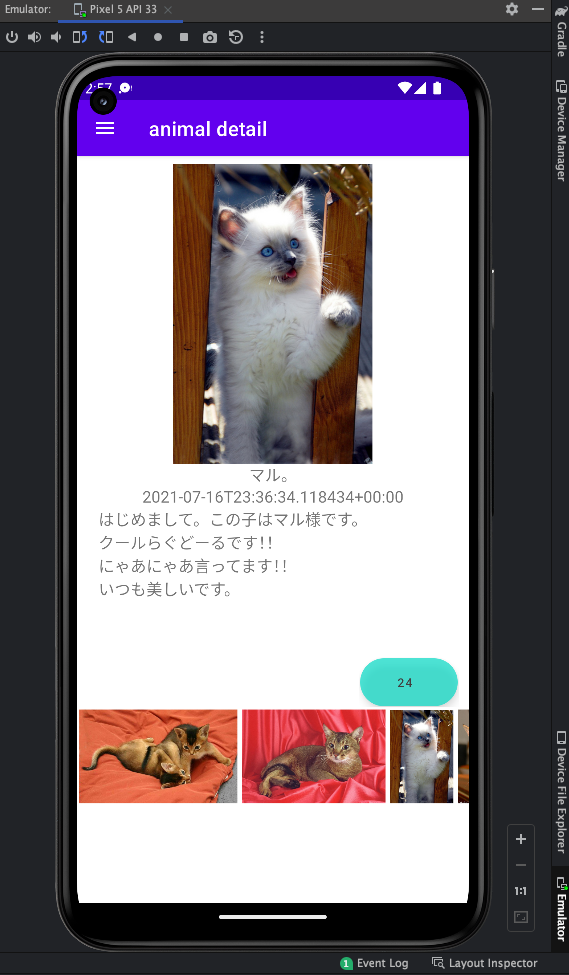 Emulator:
Pixel 5 API 33
Gradle
Device Manager
2:57
animal detail
マル。
2021-07-16T23:36:34.118434+00:00
はじめまして。この子はマル様です。
クールらぐどーるです!!
にゃあにゃあ言ってます!!
いつも美しいです。
24
Device File Explorer
1:1
Emulator
1 Event Log
Layout Inspector